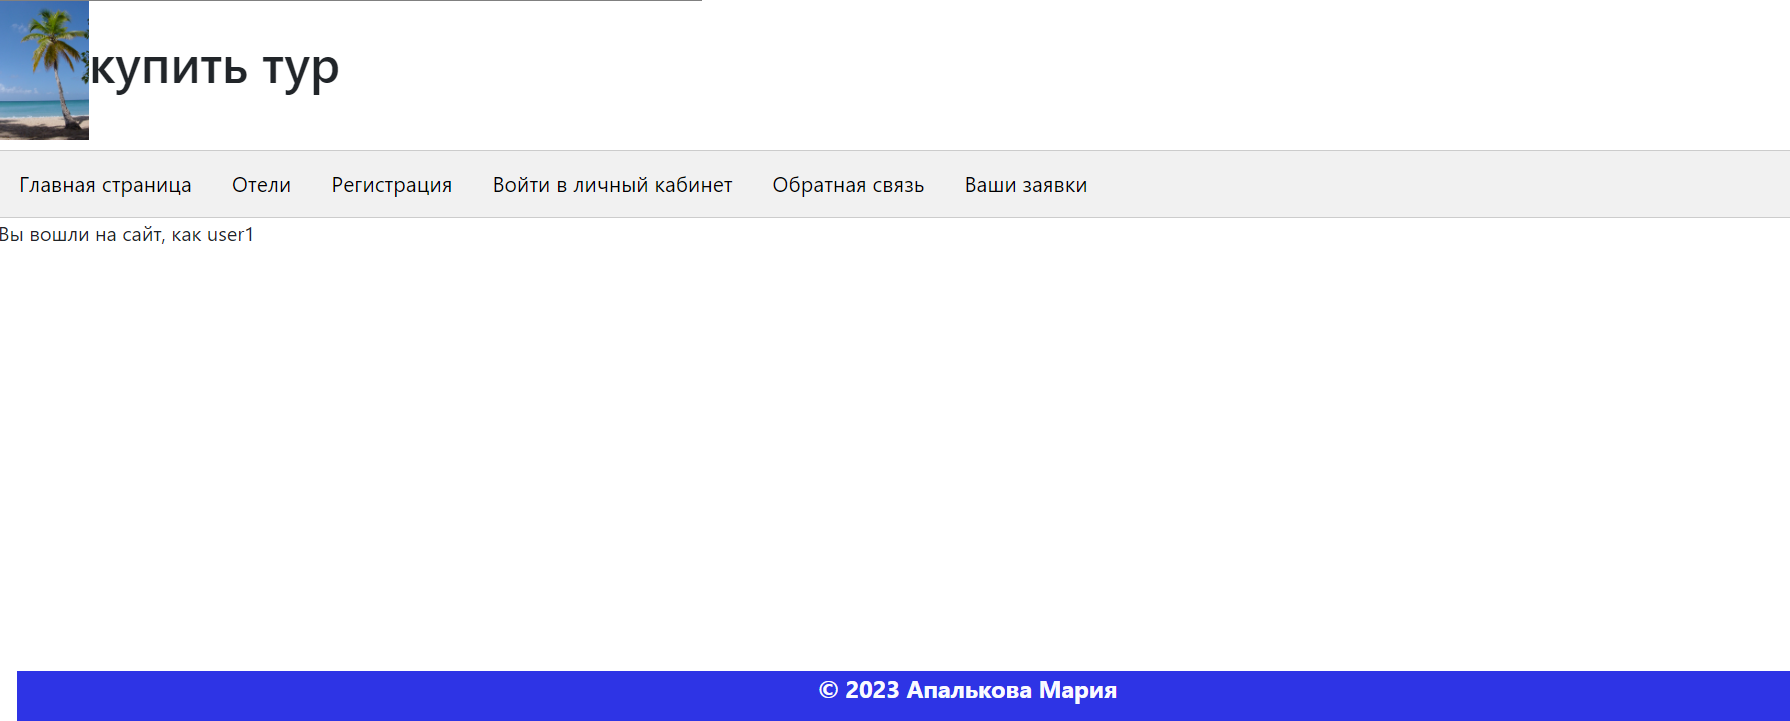 купить тур
Главная страница Отели Регистрация Войти в личный кабинет Обратная связь Ваши заявки
Вы вошли на сайт, как user1
© 2023 Апалькова Мария